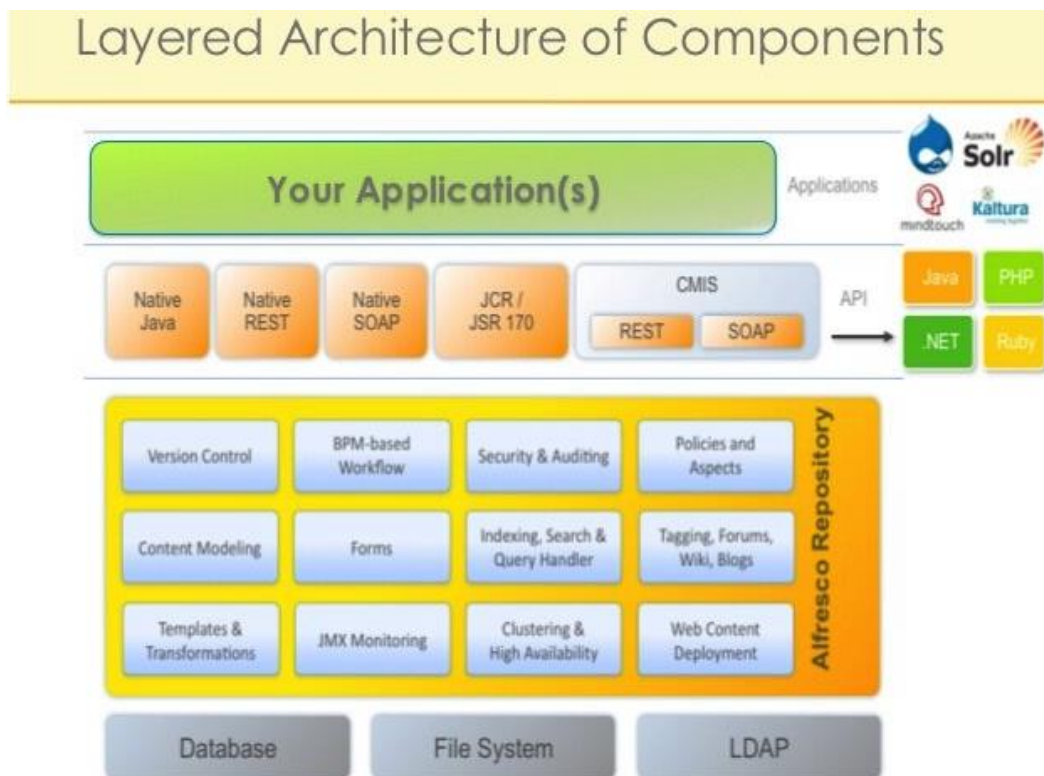 Layered Architecture of Components
Your Application(s)
Applications
Apache
Solr
mindtouch
Kaltura
Native
Java
Native
REST
Native
SOAP
JCR /
JSR 170
CMIS
REST
SOAP
API
Java
PHP
.NET
Ruby
Version Control
BPM-based
Workflow
Security & Auditing
Policies and
Aspects
Content Modeling
Forms
Indexing, Search &
Query Handler
Tagging, Forums,
Wiki, Blogs
Templates &
Transformations
JMX Monitoring
Clustering &
High Availability
Web Content
Deployment
Alfresco Repository
Database
File System
LDAP